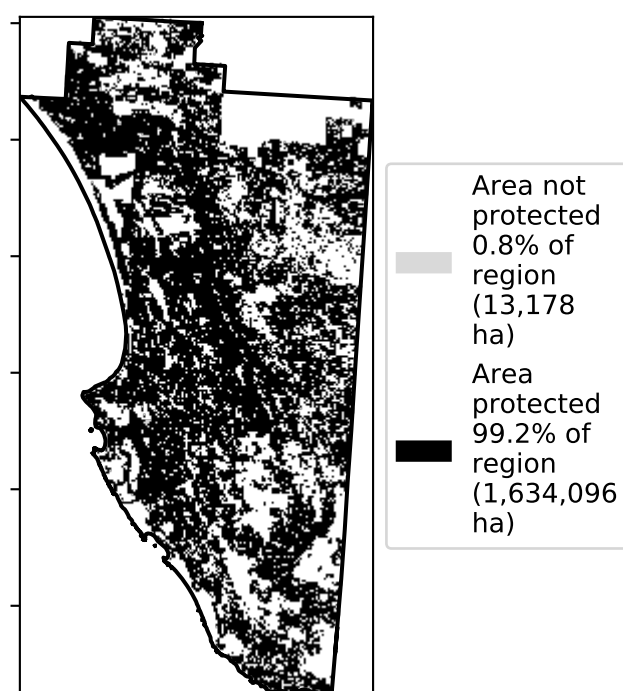 Area not
protected
0.8% of
region
(13,178
ha)
Area
protected
99.2% of
region
(1,634,096
ha)